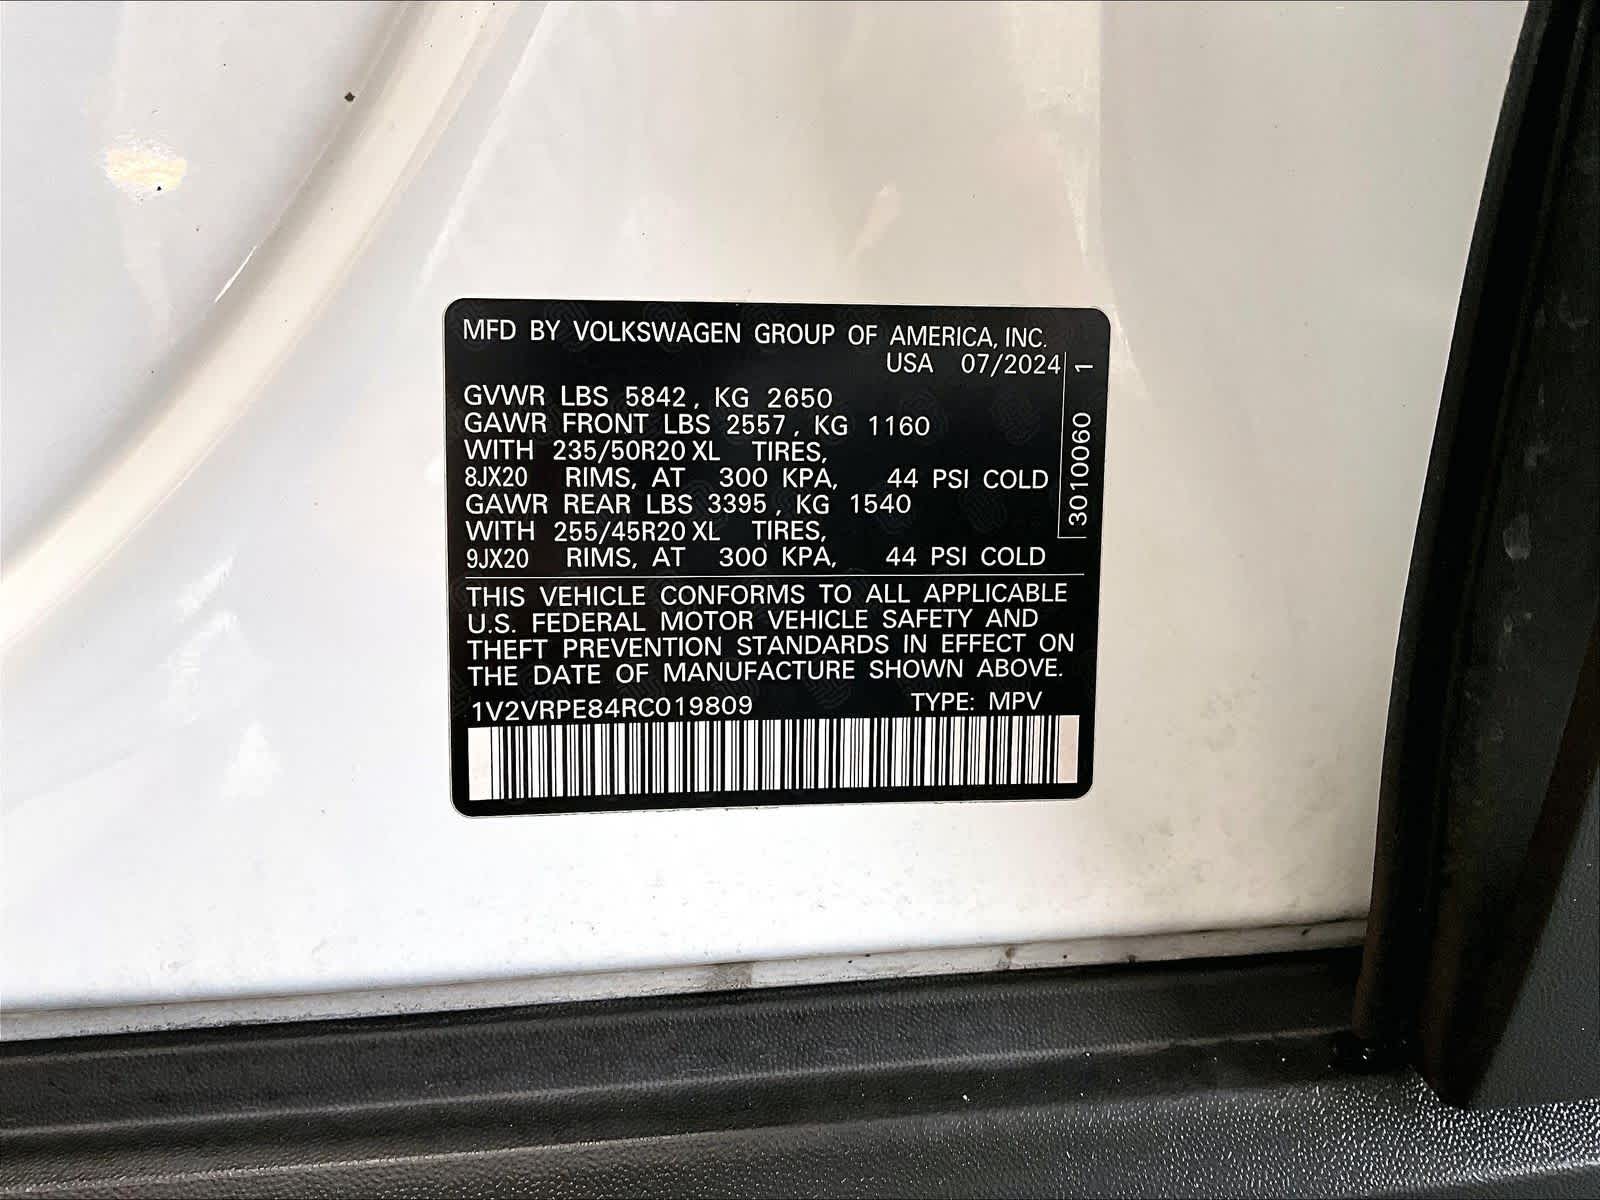 MFD BY VOLKSWAGEN GROUP OF AMERICA, INC.
USA 07/2024
GVWR LBS 5842, KG 2650
GAWR FRONT LBS 2557, KG 1160
WITH 235/50R20 XL TIRES,
8JX20 RIMS, AT 300 KPA, 44 PSI COLD
GAWR REAR LBS 3395, KG 1540
WITH 255/45R20 XL TIRES,
9JX20 RIMS, AT 300 KPA, 44 PSI COLD
3010060 1
THIS VEHICLE CONFORMS TO ALL APPLICABLE
U.S. FEDERAL MOTOR VEHICLE SAFETY AND
THEFT PREVENTION STANDARDS IN EFFECT ON
THE DATE OF MANUFACTURE SHOWN ABOVE.
1V2VRPE84RC019809 TYPE: MPV